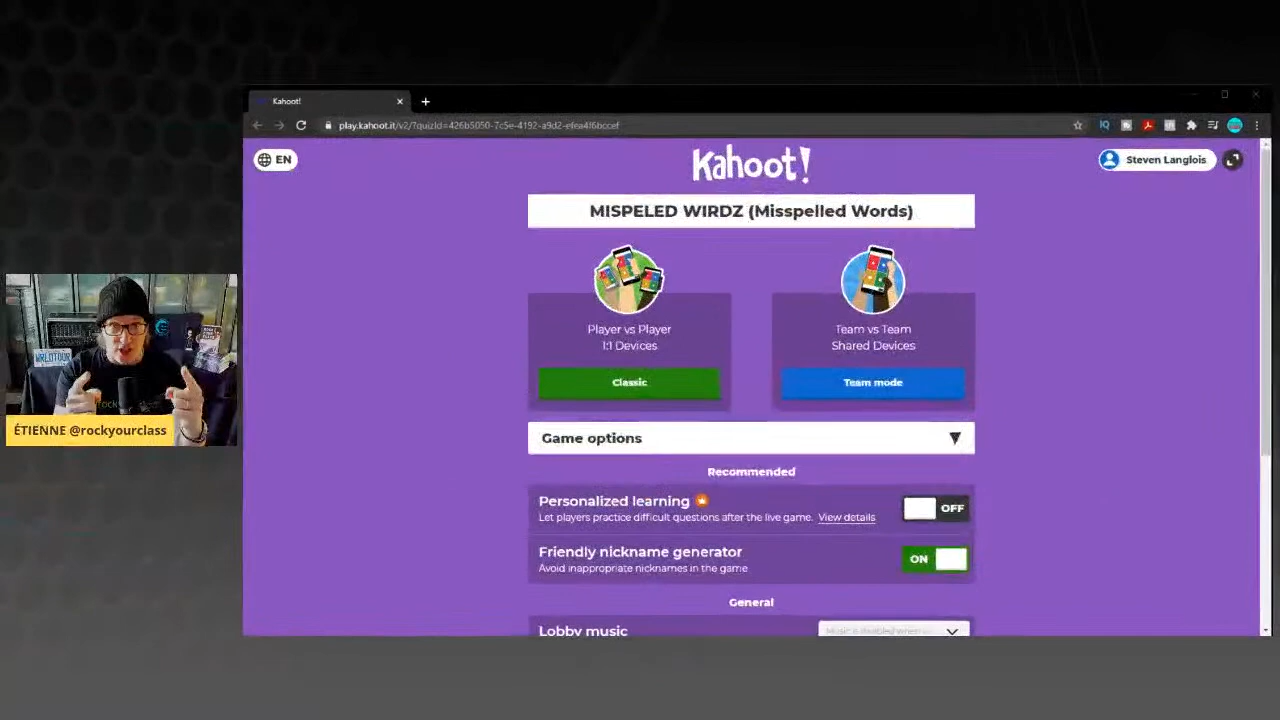 Kahoot!
play.kahoot.it/v2/?quizId=426b5050-7c5e-4192-a9d2-efea4f6bccef
EN
Kahoot!
Steven Langlois
MISPELED WIRDZ (Misspelled Words)
Player vs Player
1:1 Devices
Classic
Team vs Team
Shared Devices
Team mode
ÉTIENNE @rockyourclass
Game options
Recommended
Personalized learning
Let players practice difficult questions after the live game. View details
OFF
Friendly nickname generator
Avoid inappropriate nicknames in the game
ON
General
Lobby music